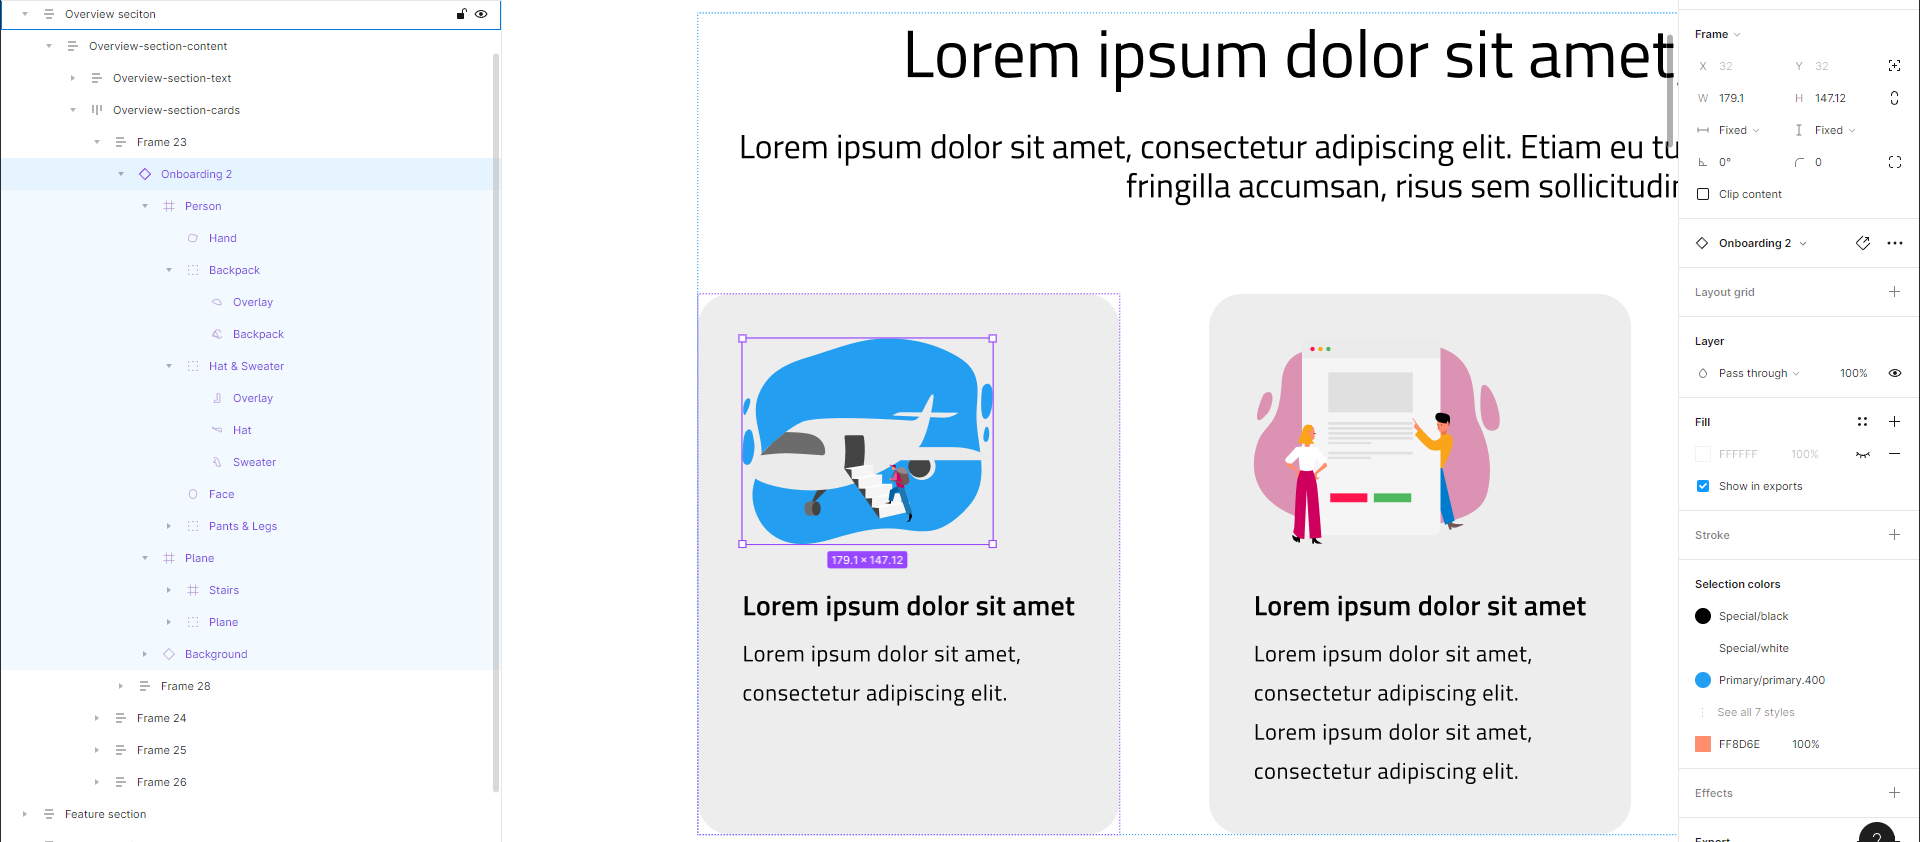 Overview seciton
Overview-section-content
Overview-section-text
Overview-section-cards
Frame 23
Onboarding 2
Person
Hand
Backpack
Overlay
Backpack
Hat & Sweater
Overlay
Hat
Sweater
Face
Pants & Legs
Plane
Stairs
Plane
Background
Frame 28
Frame 24
Frame 25
Frame 26
Feature section
Lorem ipsum dolor sit amet,
Lorem ipsum dolor sit amet, consectetur adipiscing elit. Etiam eu tu
fringilla accumsan, risus sem sollicitudin
179.1 × 147.12
Lorem ipsum dolor sit amet
Lorem ipsum dolor sit amet,
consectetur adipiscing elit.
Lorem ipsum dolor sit amet
Lorem ipsum dolor sit amet,
consectetur adipiscing elit.
Lorem ipsum dolor sit amet,
consectetur adipiscing elit.
Frame
X 32 Y 32
W 179.1 H 147.12
Fixed Fixed
0° 0
Clip content
Onboarding 2
Layout grid
Layer
Pass through 100%
Fill
FFFFFF 100%
Show in exports
Stroke
Selection colors
Special/black
Special/white
Primary/primary.400
See all 7 styles
FF8D6E 100%
Effects
Export
?